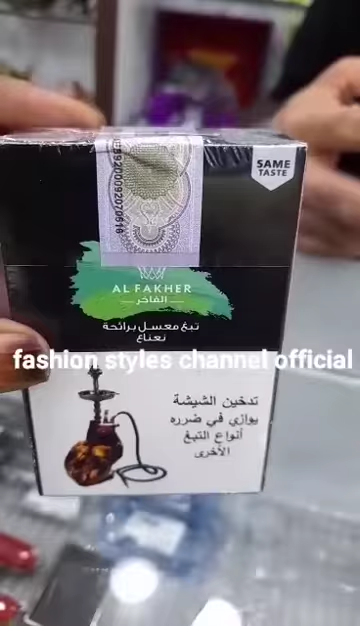 SAME
TASTE
AL FAKHER
الفاخر
تبغ معسل برائحة
نعناع
fashion styles channel official
تدخين الشيشة
يوازي في ضرره
أنواع التبغ
الأخرى